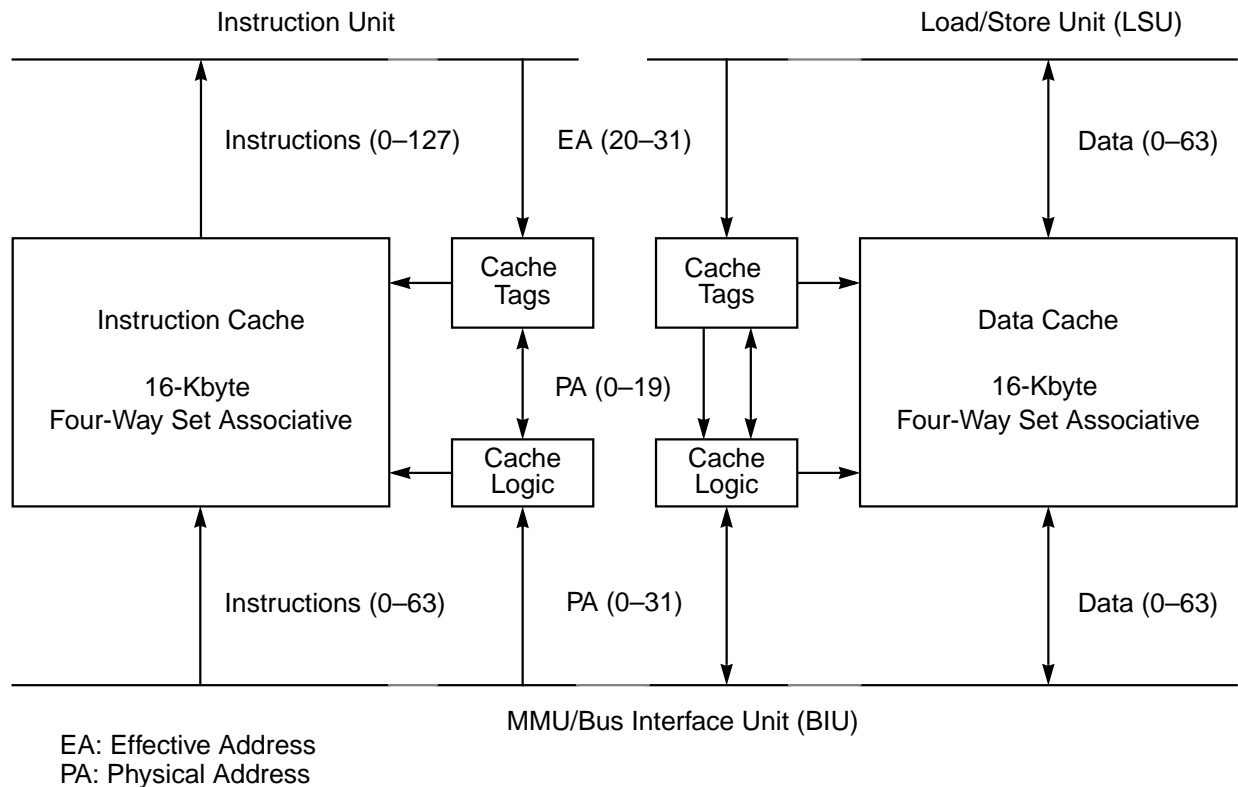 Instruction Unit
Load/Store Unit (LSU)
Instructions (0–127)
EA (20–31)
Data (0–63)
Cache
Tags
Cache
Tags
Instruction Cache
Data Cache
16-Kbyte
Four-Way Set Associative
PA (0–19)
16-Kbyte
Four-Way Set Associative
Cache
Logic
Cache
Logic
Instructions (0–63)
PA (0–31)
Data (0–63)
MMU/Bus Interface Unit (BIU)
EA: Effective Address
PA: Physical Address